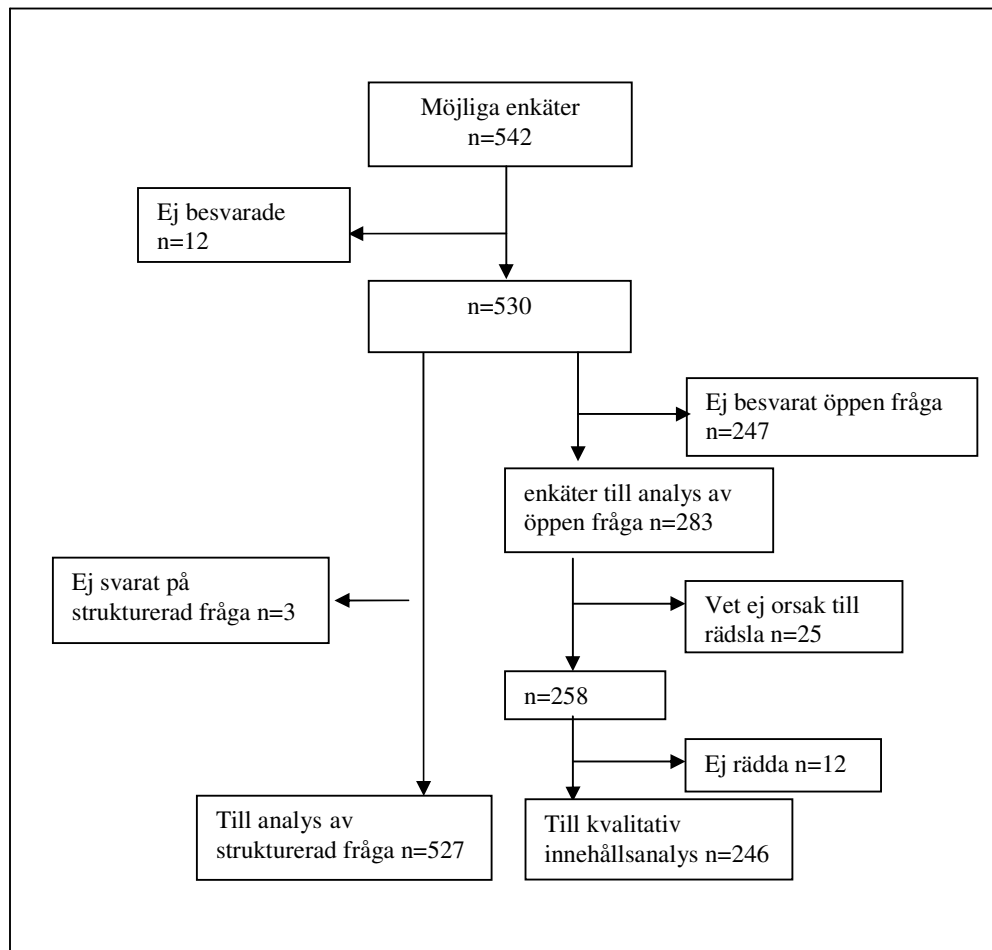 Möjliga enkäter
n=542
Ej besvarade
n=12
n=530
Ej besvarat öppen fråga
n=247
enkäter till analys av
öppen fråga n=283
Ej svarat på
strukturerad fråga n=3
Vet ej orsak till
rädsla n=25
n=258
Ej rädda n=12
Till analys av
strukturerad fråga n=527
Till kvalitativ
innehållsanalys n=246